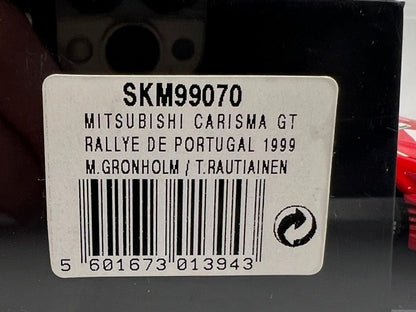 SKM99070
MITSUBISHI CARISMA GT
RALLYE DE PORTUGAL 1999
M.GRONHOLM / T.RAUTIAINEN
5 601673 013943